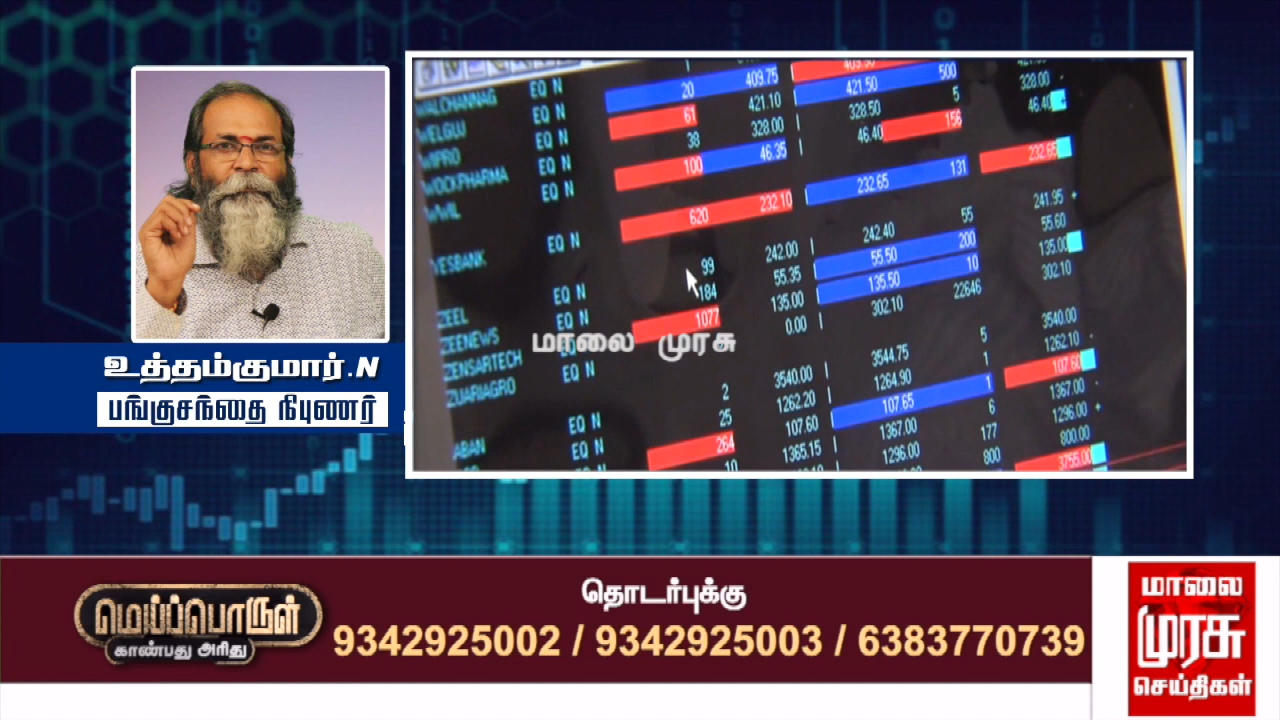 உத்தம்குமார்.N
பங்குசந்தை நிபுணர்
409.50
WALCHANNAG EQ N 20 409.75 421.50 500 328.00
WELGUJ EQ N 61 421.10 328.50 5 46.40
WIPRO EQ N 38 328.00 46.40 156
WOCKPHARMA EQ N 100 46.35 232.65
WWIL EQ N 620 232.10 232.65 131 241.95 +
YESBANK EQ N 99 242.00 242.40 55 55.60
ZEEL EQ N 184 55.35 55.50 200 135.00
ZEENEWS EQ N 1077 135.00 135.50 10 302.10
ZENSARTECH 0.00 302.10 22646
ZUARIAGRO EQ N 3540.00
2 3540.00 3544.75 5 1262.10
ABAN EQ N 25 1262.20 1264.90 1 107.60
EQ N 264 107.60 107.65 1 1367.00
EQ N 10 1365.15 1367.00 6 1296.00 +
1296.00 177 800.00
800 3755.00
மாலை முரசு
மெய்ப்பொருள்
காண்பது அரிது
தொடர்புக்கு
9342925002 / 9342925003 / 6383770739
மாலை
முரசு
செய்திகள்